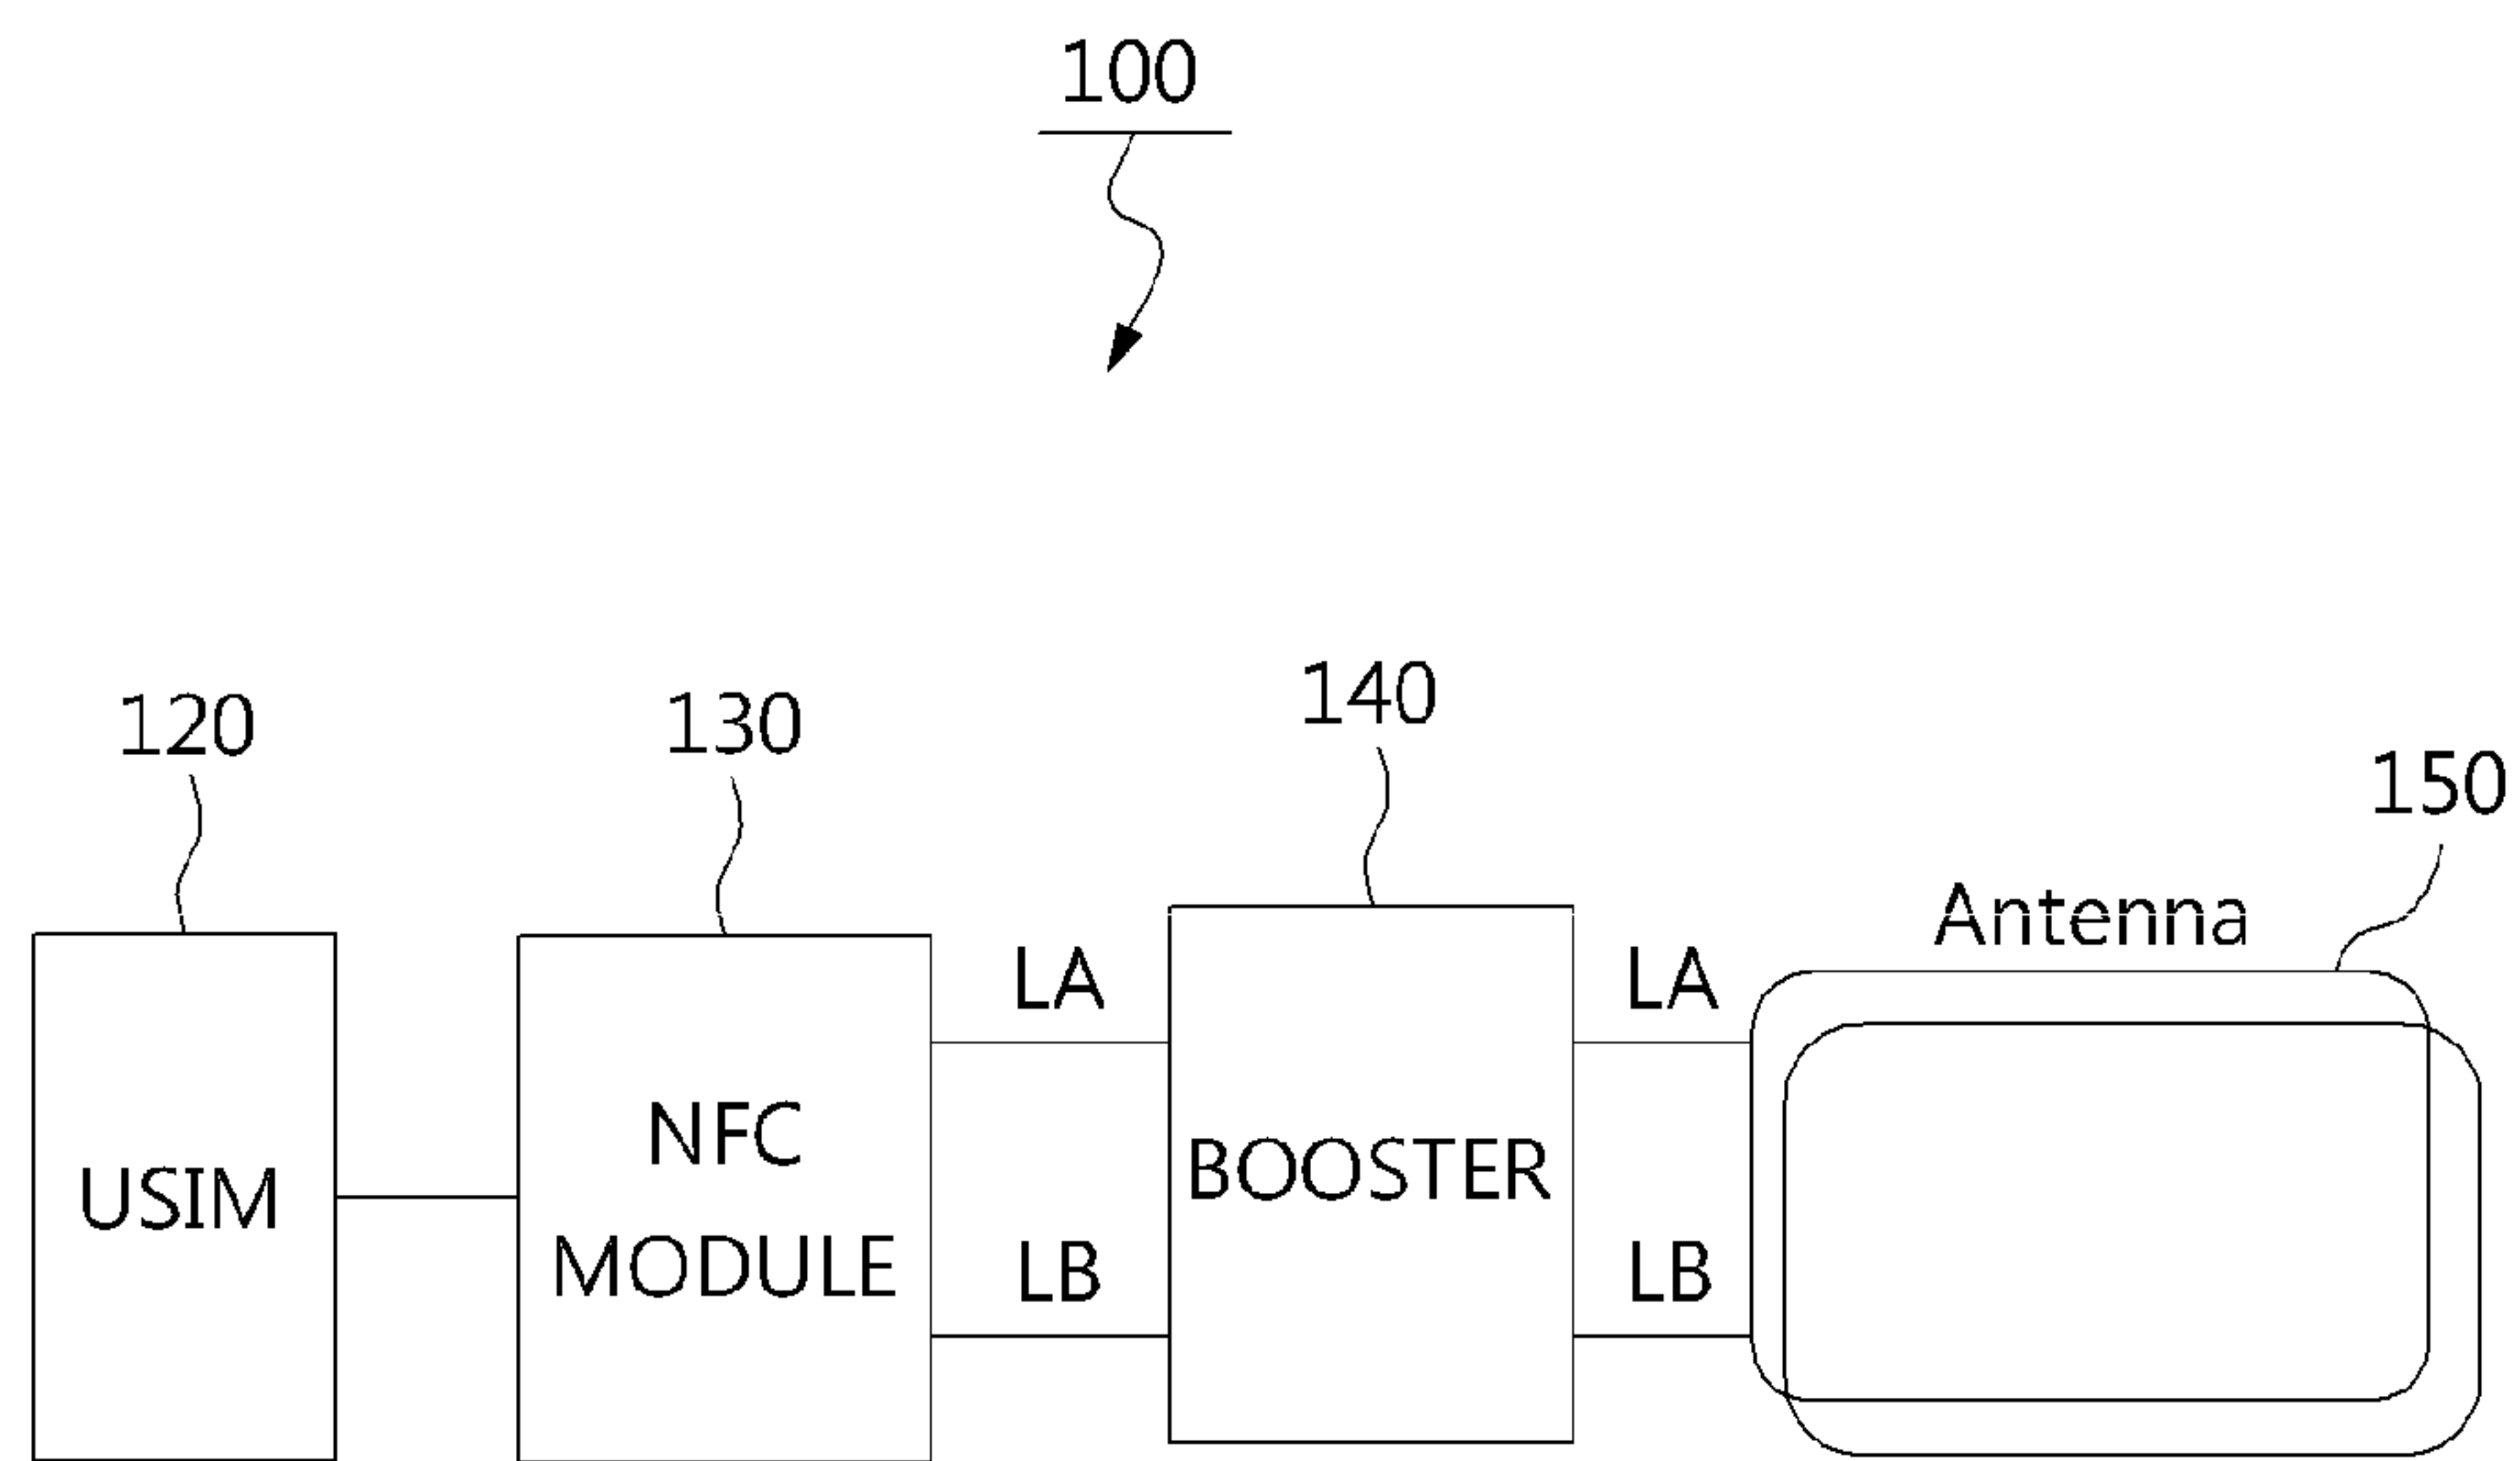 100
120
130
140
150
Antenna
LA
LA
NFC
MODULE
USIM
BOOSTER
LB
LB